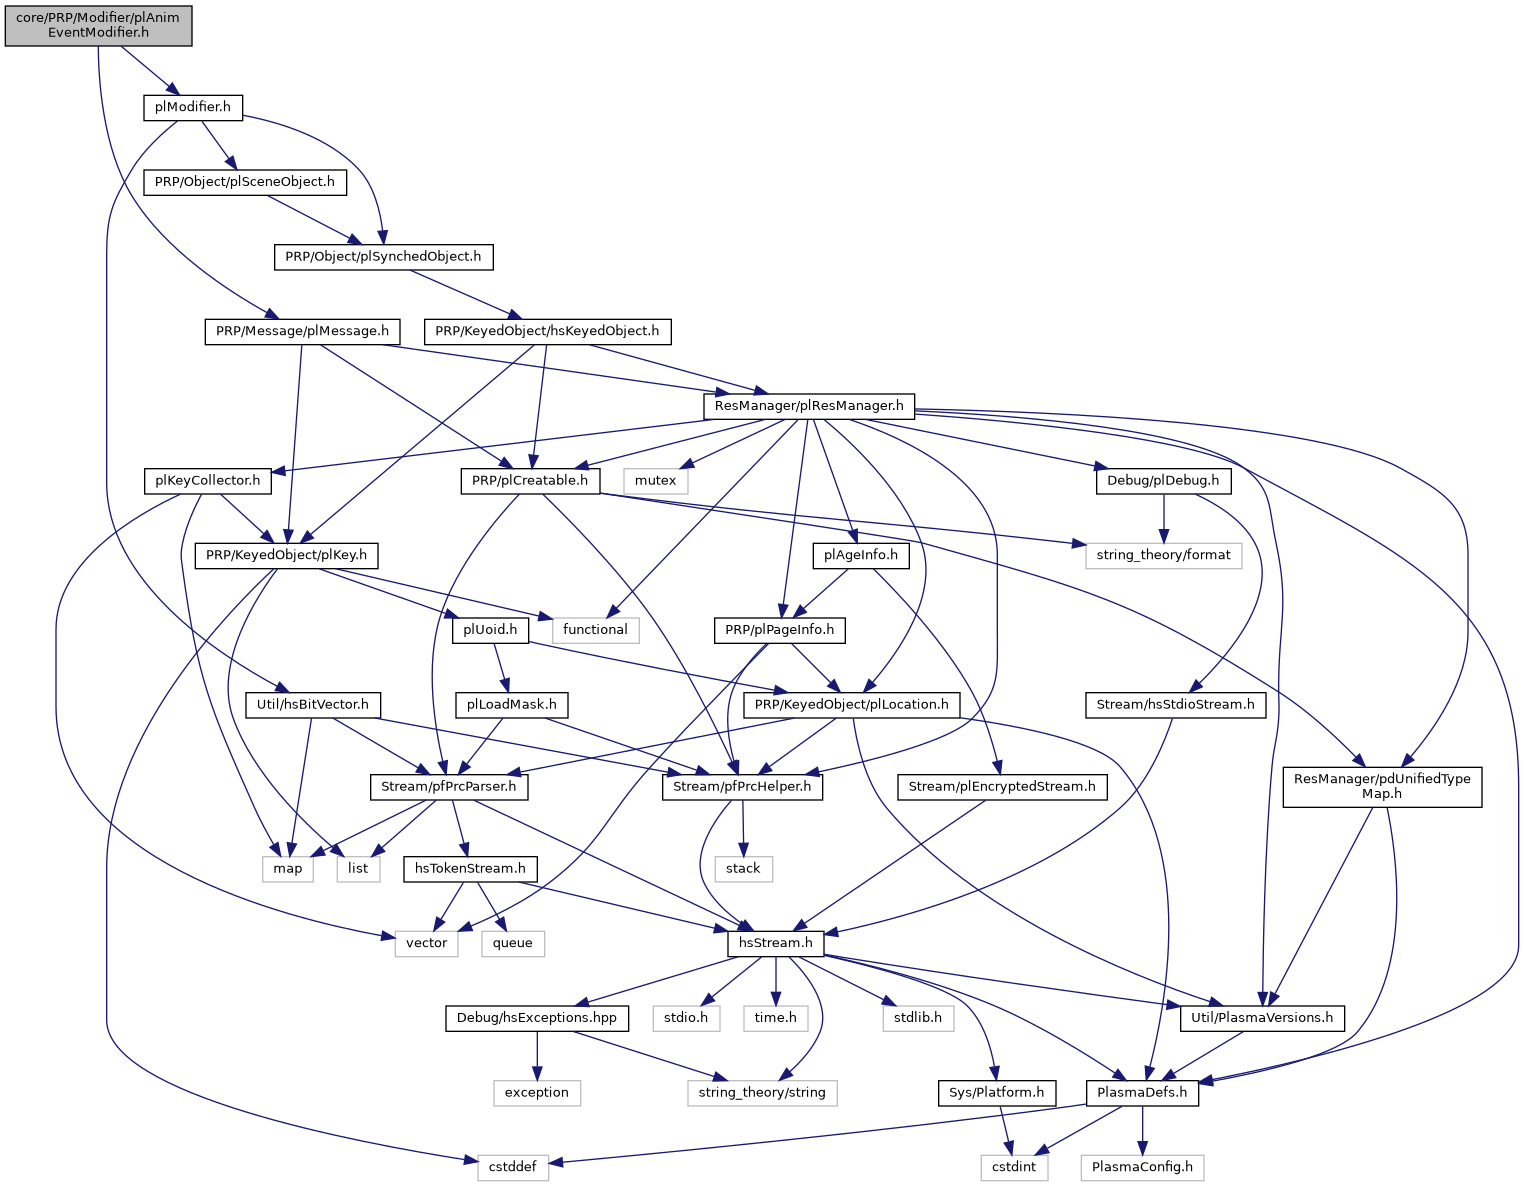 core/PRP/Modifier/plAnim
EventModifier.h
plModifier.h
PRP/Object/plSceneObject.h
PRP/Object/plSynchedObject.h
PRP/Message/plMessage.h
PRP/KeyedObject/hsKeyedObject.h
ResManager/plResManager.h
plKeyCollector.h
PRP/plCreatable.h
mutex
Debug/plDebug.h
PRP/KeyedObject/plKey.h
plAgeInfo.h
string_theory/format
plUoid.h
functional
PRP/plPageInfo.h
Util/hsBitVector.h
plLoadMask.h
PRP/KeyedObject/plLocation.h
Stream/hsStdioStream.h
Stream/pfPrcParser.h
Stream/pfPrcHelper.h
Stream/plEncryptedStream.h
ResManager/pdUnifiedType
Map.h
map
list
hsTokenStream.h
stack
vector
queue
hsStream.h
Debug/hsExceptions.hpp
stdio.h
time.h
stdlib.h
Util/PlasmaVersions.h
exception
string_theory/string
Sys/Platform.h
PlasmaDefs.h
cstddef
cstdint
PlasmaConfig.h